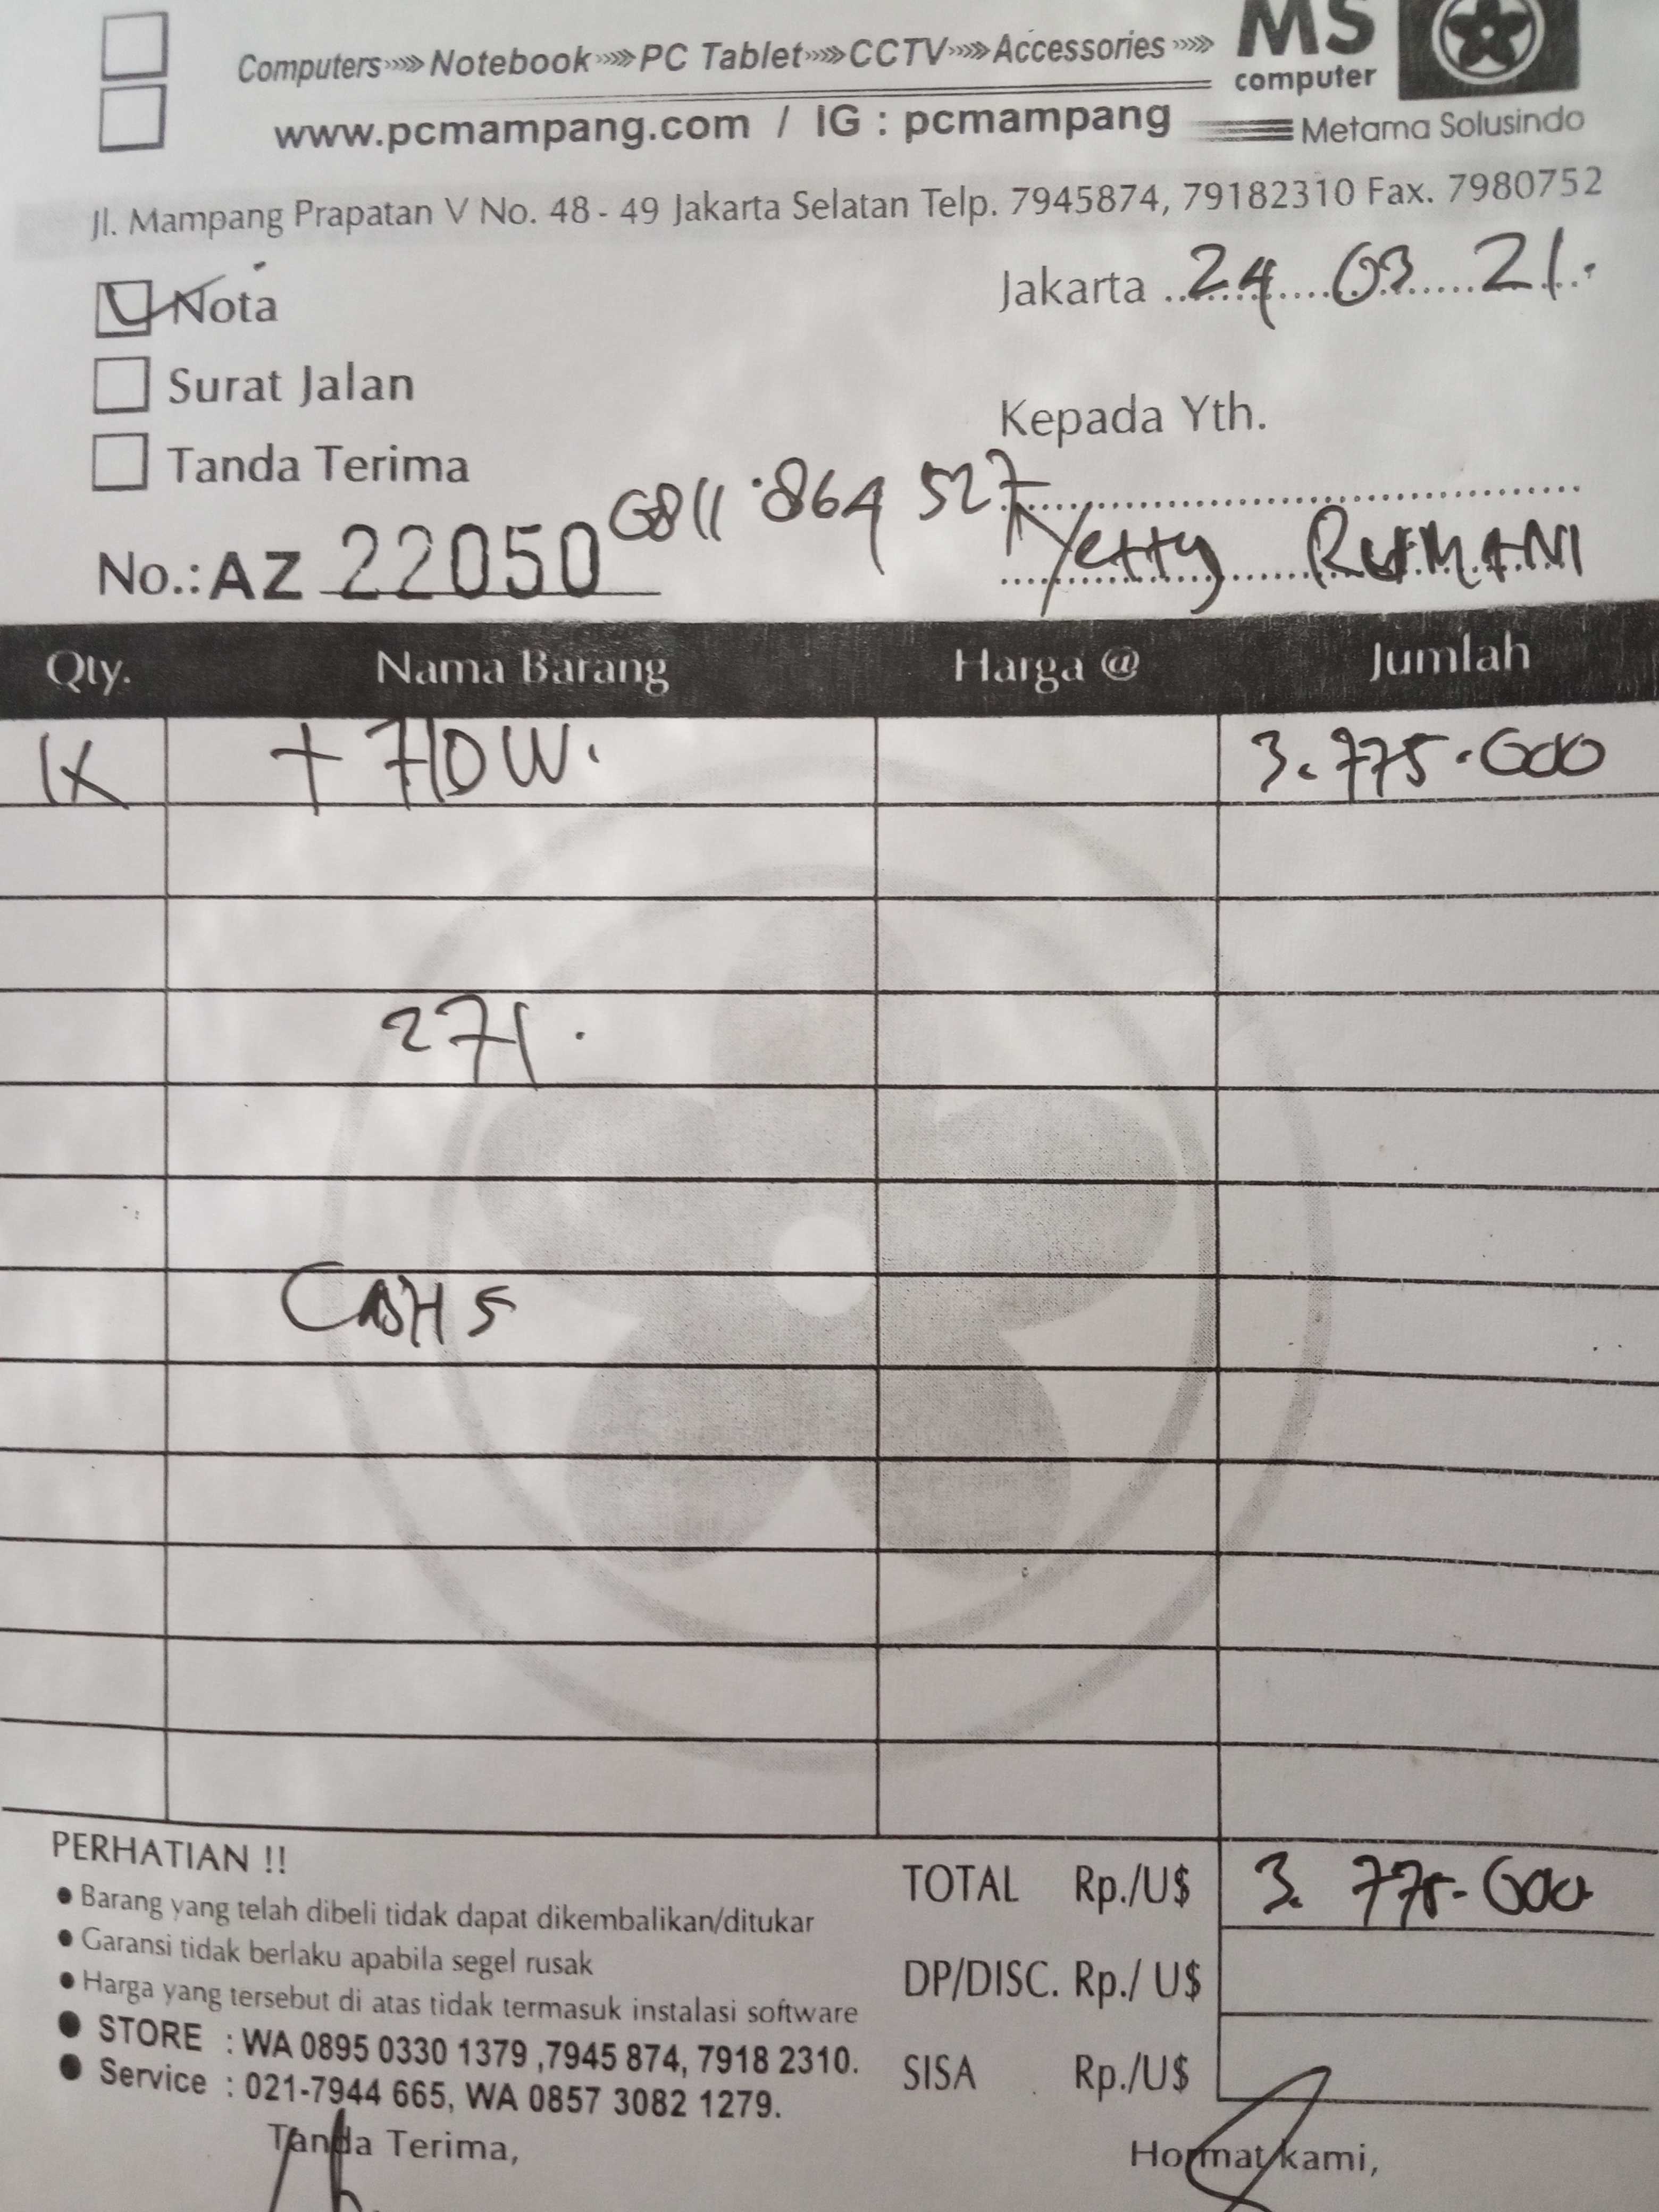 Computers»»»Notebook»»»PC Tablet»»»CCTV»»»Accessories »»»
MS
computer
www.pcmampang.com / IG : pcmampang
Metama Solusindo
Jl. Mampang Prapatan V No. 48 - 49 Jakarta Selatan Telp. 7945874, 79182310 Fax. 7980752
Nota
Jakarta 24 03 21.
Surat Jalan
Kepada Yth.
Tanda Terima
0811 864 527
Yetty RUMANI
No.: AZ 22050
Qty. Nama Barang Harga @ Jumlah
1X T 710 W. 3.775.000
271.
CASH 5
PERHATIAN !!
TOTAL Rp./U$ 3.775.000
• Barang yang telah dibeli tidak dapat dikembalikan/ditukar
• Garansi tidak berlaku apabila segel rusak
DP/DISC. Rp./ U$
• Harga yang tersebut di atas tidak termasuk instalasi software
• STORE : WA 0895 0330 1379 ,7945 874, 7918 2310.
SISA Rp./U$
• Service : 021-7944 665, WA 0857 3082 1279.
Tanda Terima,
Hormat kami,